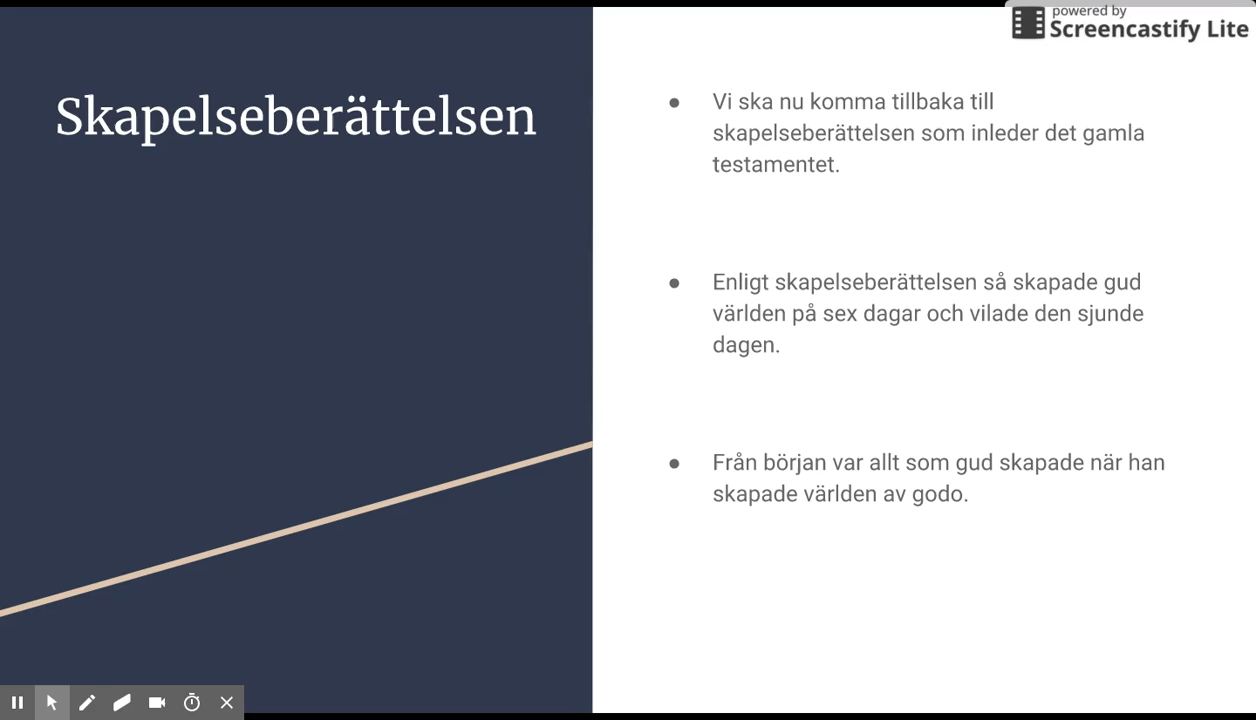 powered by
Screencastify Lite
Skapelseberättelsen
● Vi ska nu komma tillbaka till
skapelseberättelsen som inleder det gamla
testamentet.
● Enligt skapelseberättelsen så skapade gud
världen på sex dagar och vilade den sjunde
dagen.
● Från början var allt som gud skapade när han
skapade världen av godo.